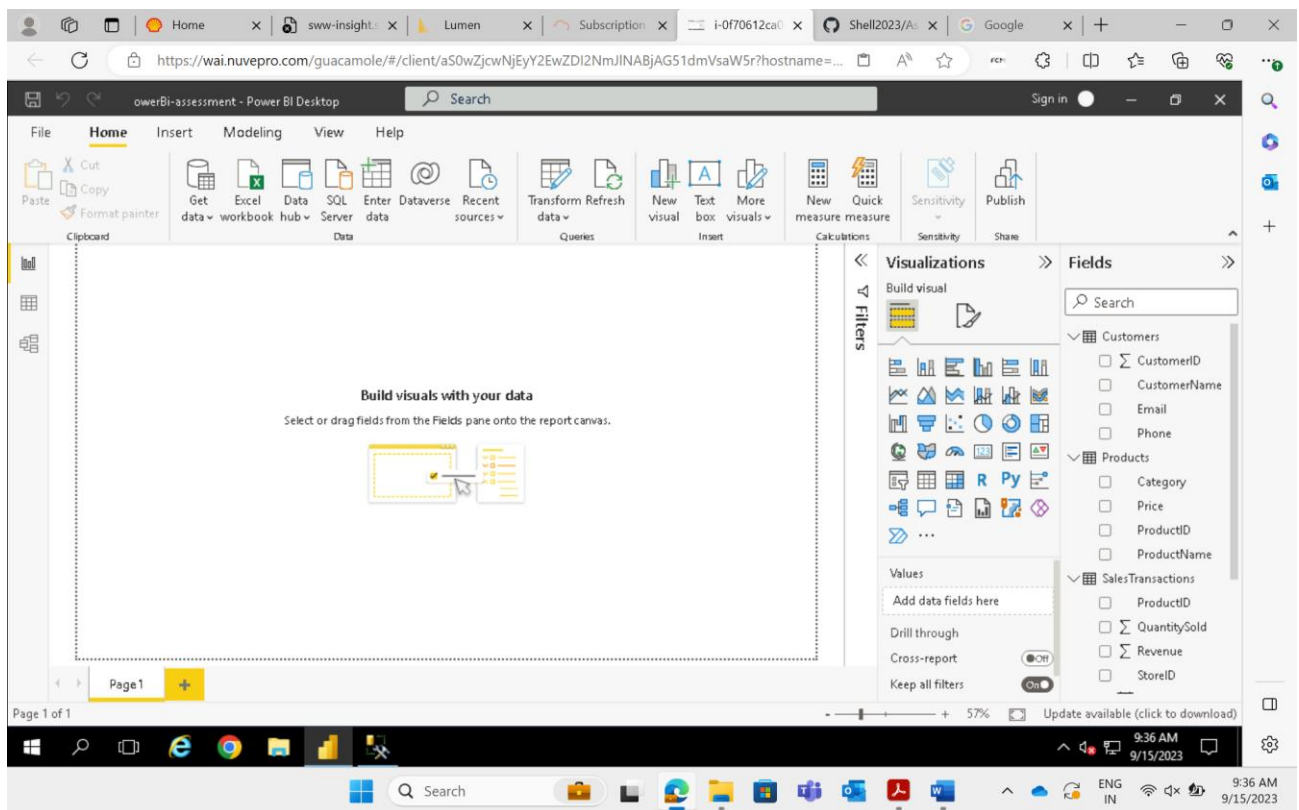 Home
sww-insight.s
Lumen
Subscription
i-0f70612ca0
Shell2023/As
Google
https://wai.nuvepro.com/guacamole/#/client/aS0wZjcwNjEyY2EwZDI2NmJlNABjAG51dmVsaW5r?hostname=...
owerBi-assessment - Power BI Desktop
Search
Sign in
File Home Insert Modeling View Help
Paste
Cut
Copy
Format painter
Get data
Excel workbook
Data hub
SQL Server
Enter data
Dataverse
Recent sources
Transform data
Refresh
New visual
Text box
More visuals
New measure
Quick measure
Sensitivity
Publish
Clipboard
Data
Queries
Insert
Calculations
Sensitivity
Share
Build visuals with your data
Select or drag fields from the Fields pane onto the report canvas.
Filters
Visualizations
Build visual
123
R
Py
Values
Add data fields here
Drill through
Cross-report
Off
Keep all filters
On
Fields
Search
Customers
CustomerID
CustomerName
Email
Phone
Products
Category
Price
ProductID
ProductName
SalesTransactions
ProductID
QuantitySold
Revenue
StoreID
Page 1
Page 1 of 1
57%
Update available (click to download)
9:36 AM
9/15/2023
Search
ENG
IN
9:36 AM
9/15/2023